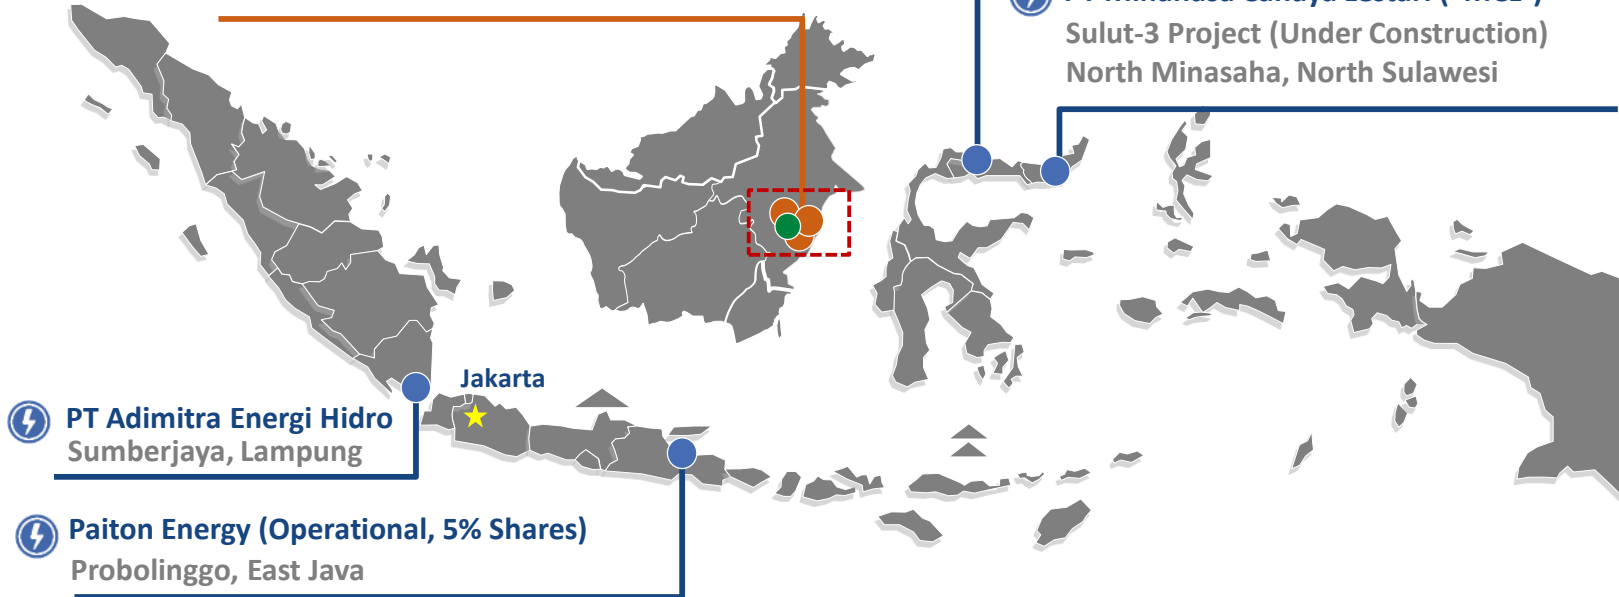 Sulut-3 Project (Under Construction)
North Minasaha, North Sulawesi
Jakarta
PT Adimitra Energi Hidro
Sumberjaya, Lampung
Paiton Energy (Operational, 5% Shares)
Probolinggo, East Java